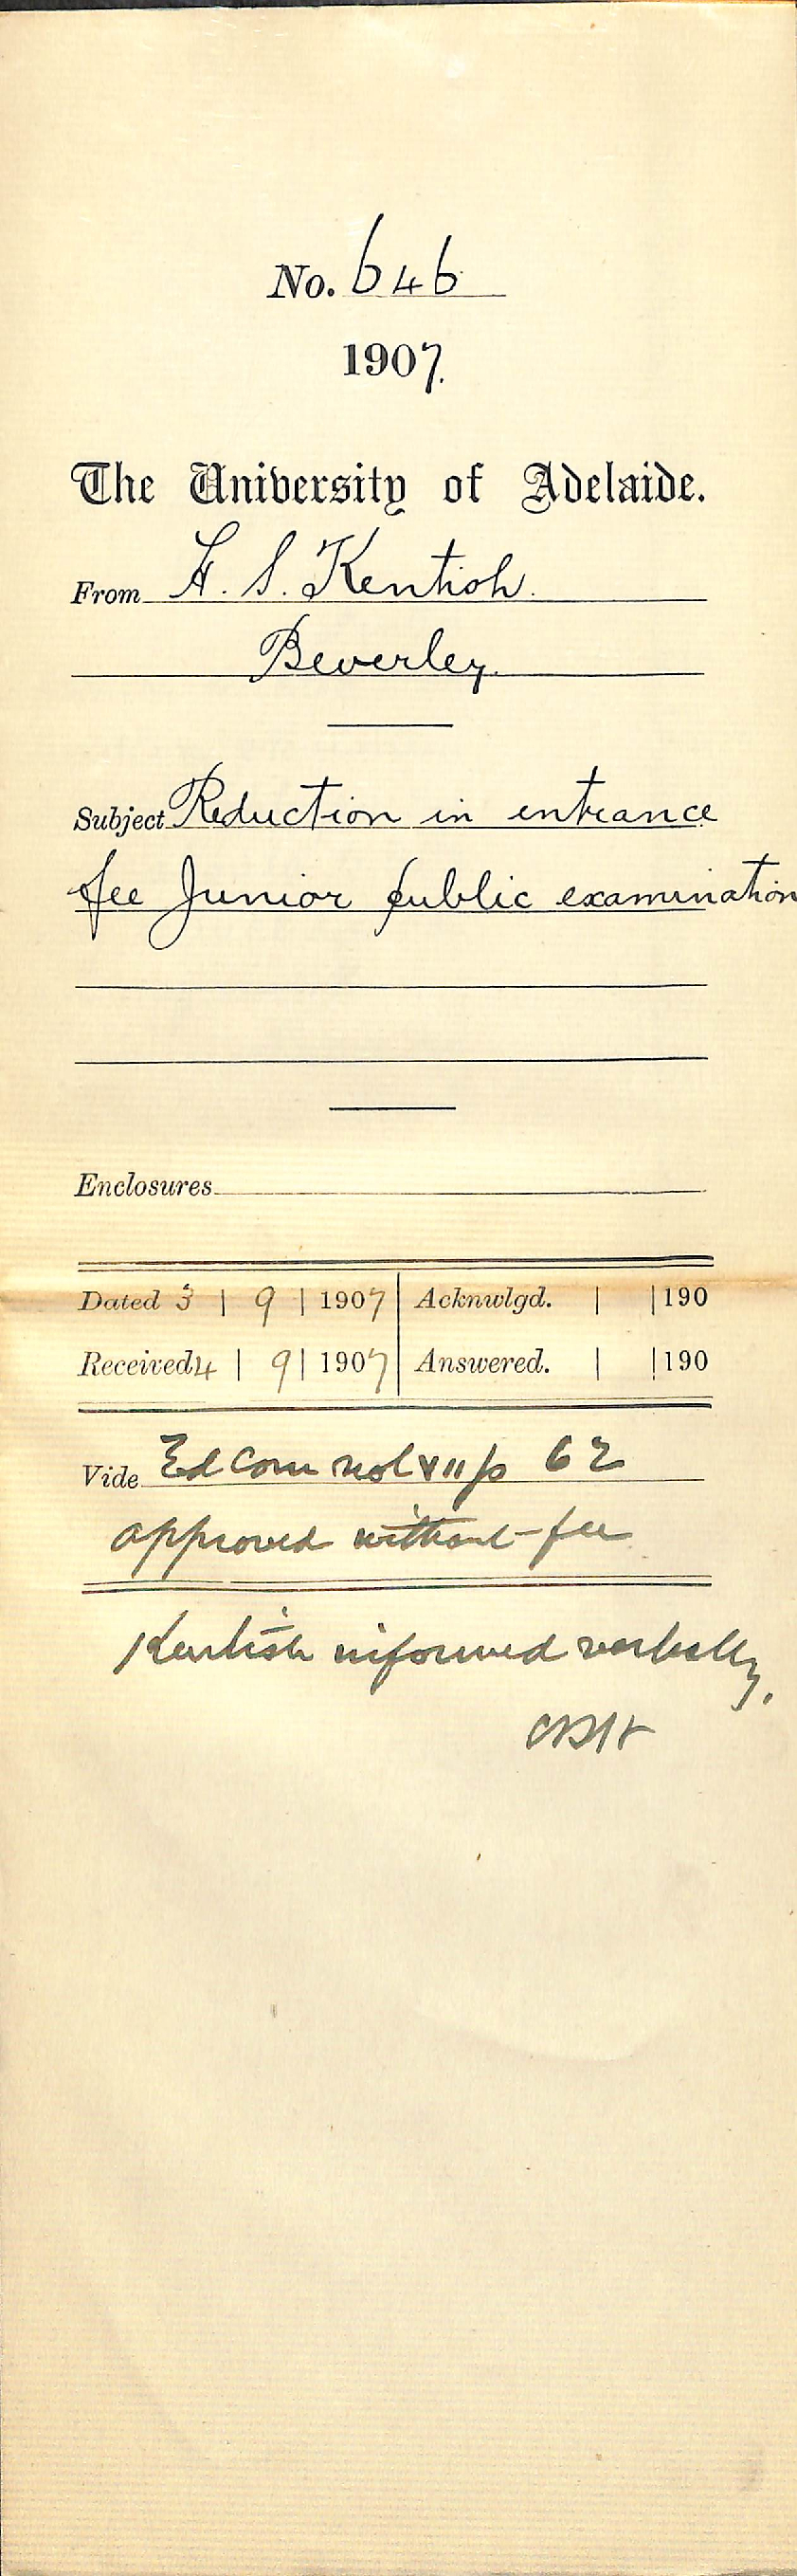 No. 646
1907.
The University of Adelaide.
From H. S. Kentish.
Beverley.
Subject Reduction in entrance
fee Junior public examination
Enclosures
Dated 3 | 9 | 1907 | Acknwlgd. | | 190
Received 4 | 9 | 1907 | Answered. | | 190
Vide Ed Com vol VII p 62
approved without fee
Kentish informed verbally.